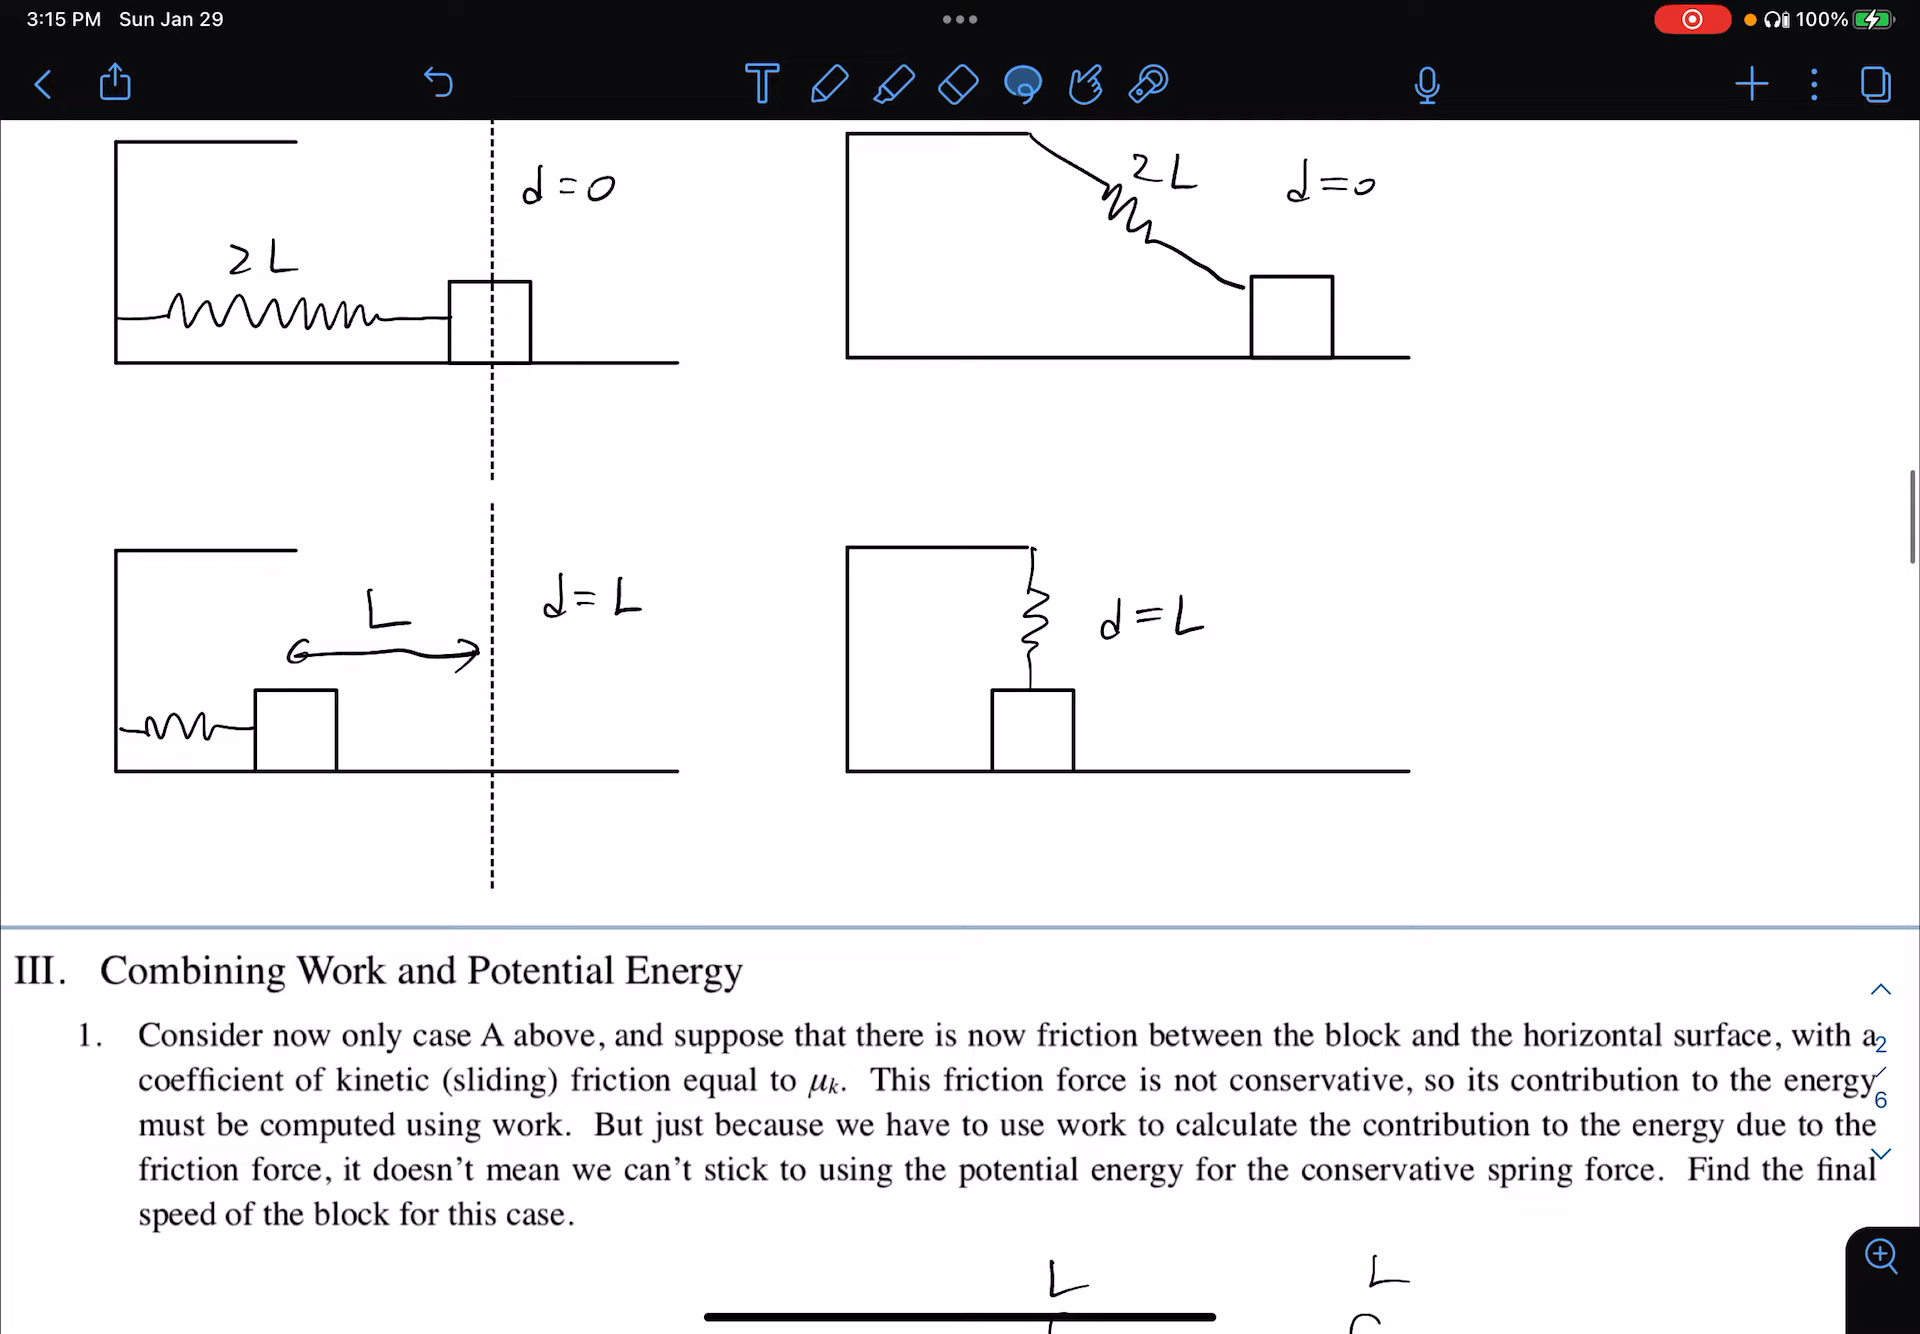 3:15 PM Sun Jan 29
100%
d = 0
2L
2L
d = 0
L
d = L
d = L
III. Combining Work and Potential Energy
1. Consider now only case A above, and suppose that there is now friction between the block and the horizontal surface, with a
coefficient of kinetic (sliding) friction equal to μk. This friction force is not conservative, so its contribution to the energy
must be computed using work. But just because we have to use work to calculate the contribution to the energy due to the
friction force, it doesn’t mean we can’t stick to using the potential energy for the conservative spring force. Find the final
speed of the block for this case.
2/6
L
L